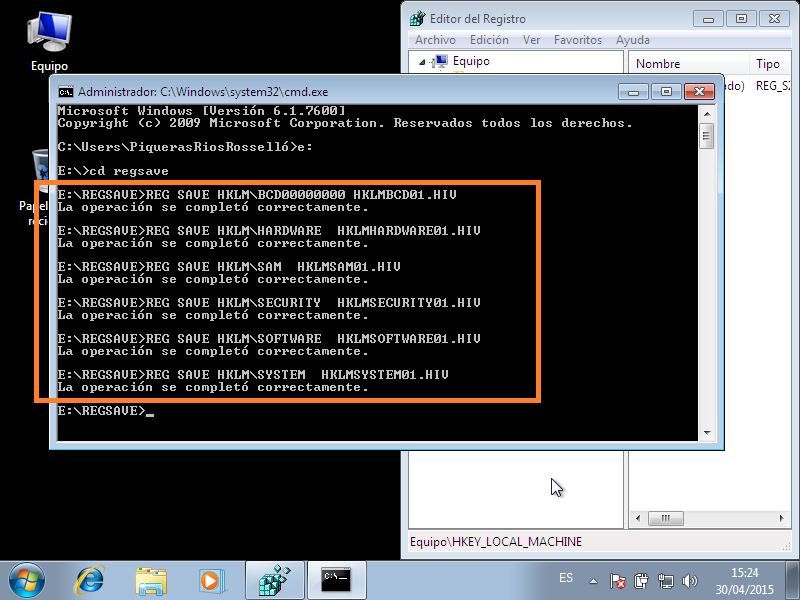 Equipo
Papel
reci
Editor del Registro
Archivo Edición Ver Favoritos Ayuda
Equipo
Nombre Tipo
REG_SZ
Administrador: C:\Windows\system32\cmd.exe
Microsoft Windows [Versión 6.1.7600]
Copyright (c) 2009 Microsoft Corporation. Reservados todos los derechos.
C:\Users\PiquerasRiosRosselló>e:
E:\>cd regsave
E:\REGSAVE>REG SAVE HKLM\BCD00000000 HKLMBCD01.HIV
La operación se completó correctamente.
E:\REGSAVE>REG SAVE HKLM\HARDWARE  HKLMHARDWARE01.HIV
La operación se completó correctamente.
E:\REGSAVE>REG SAVE HKLM\SAM  HKLMSAM01.HIV
La operación se completó correctamente.
E:\REGSAVE>REG SAVE HKLM\SECURITY  HKLMSECURITY01.HIV
La operación se completó correctamente.
E:\REGSAVE>REG SAVE HKLM\SOFTWARE  HKLMSOFTWARE01.HIV
La operación se completó correctamente.
E:\REGSAVE>REG SAVE HKLM\SYSTEM  HKLMSYSTEM01.HIV
La operación se completó correctamente.
E:\REGSAVE>_
Equipo\HKEY_LOCAL_MACHINE
ES
15:24
30/04/2015